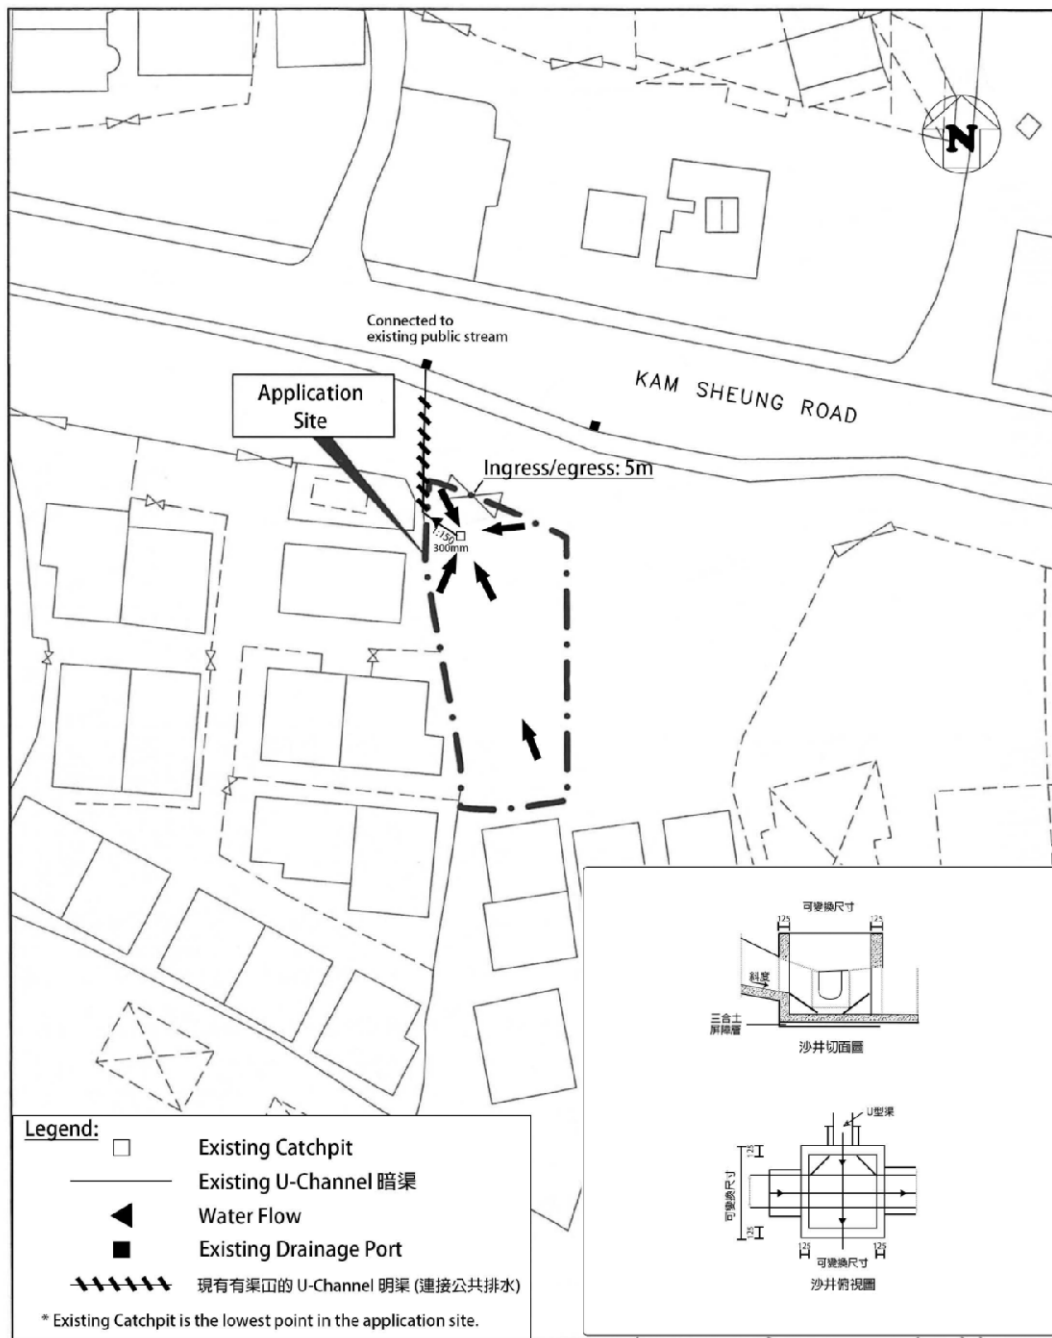 N
Connected to
existing public stream
KAM SHEUNG ROAD
Application
Site
Ingress/egress: 5m
1:150
300mm
可變換尺寸
125
125
斜度
三合土
屏障層
沙井切面圖
U型渠
125
可變換尺寸
125
125
125
可變換尺寸
沙井俯視圖
Legend:
Existing Catchpit
Existing U-Channel 暗渠
Water Flow
Existing Drainage Port
現有有渠冚的 U-Channel 明渠 (連接公共排水)
* Existing Catchpit is the lowest point in the application site.